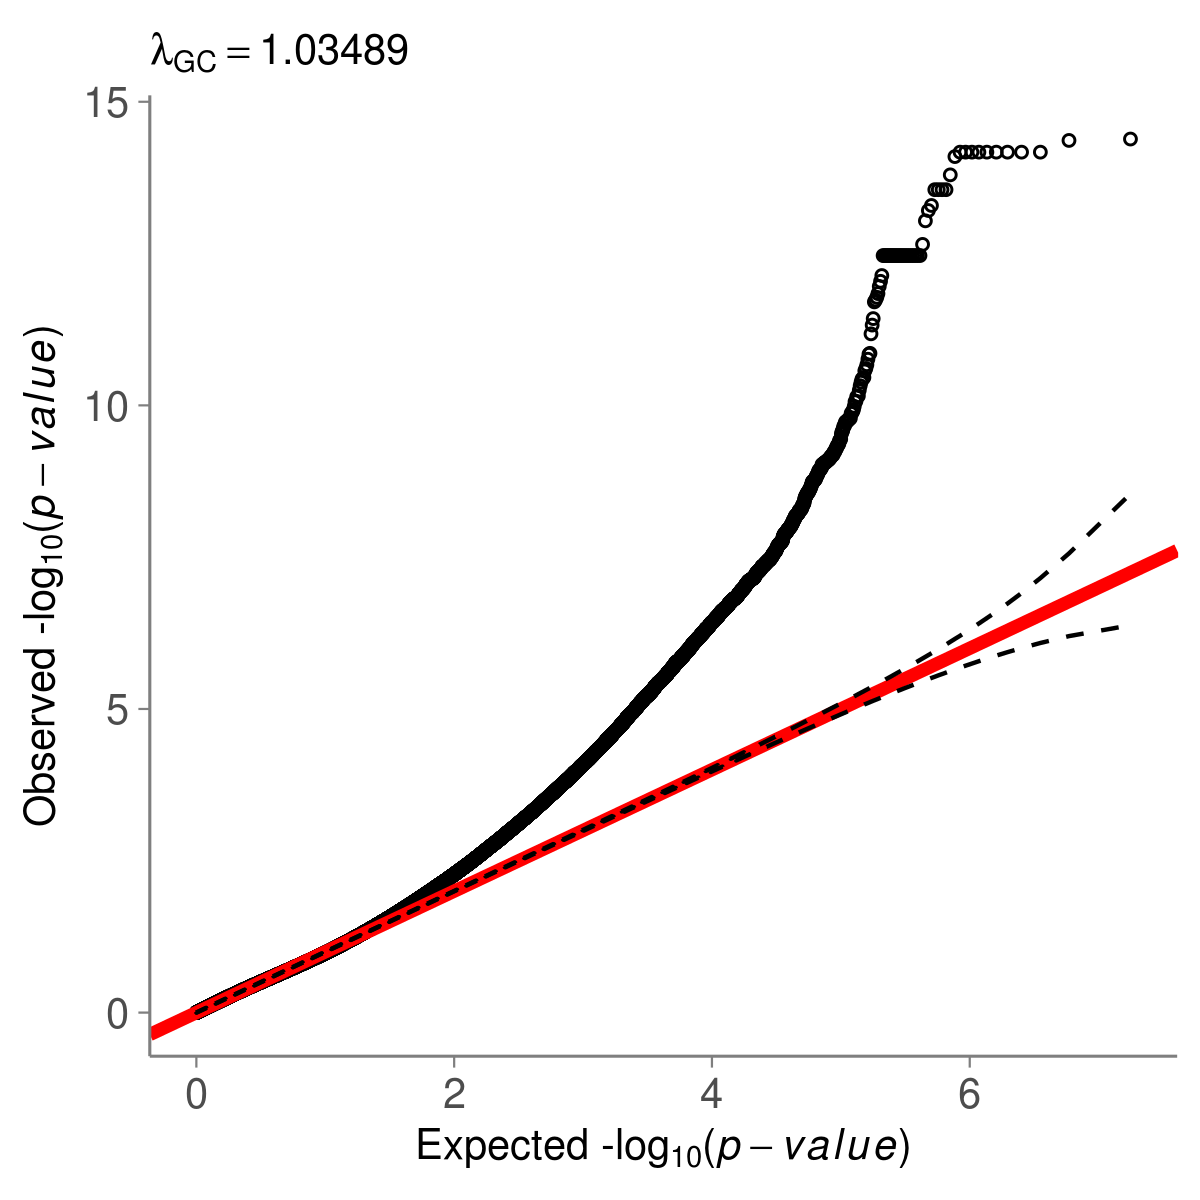 λGC = 1.03489
15
10
5
0
Observed -log10(p − value)
0 2 4 6
Expected -log10(p − value)